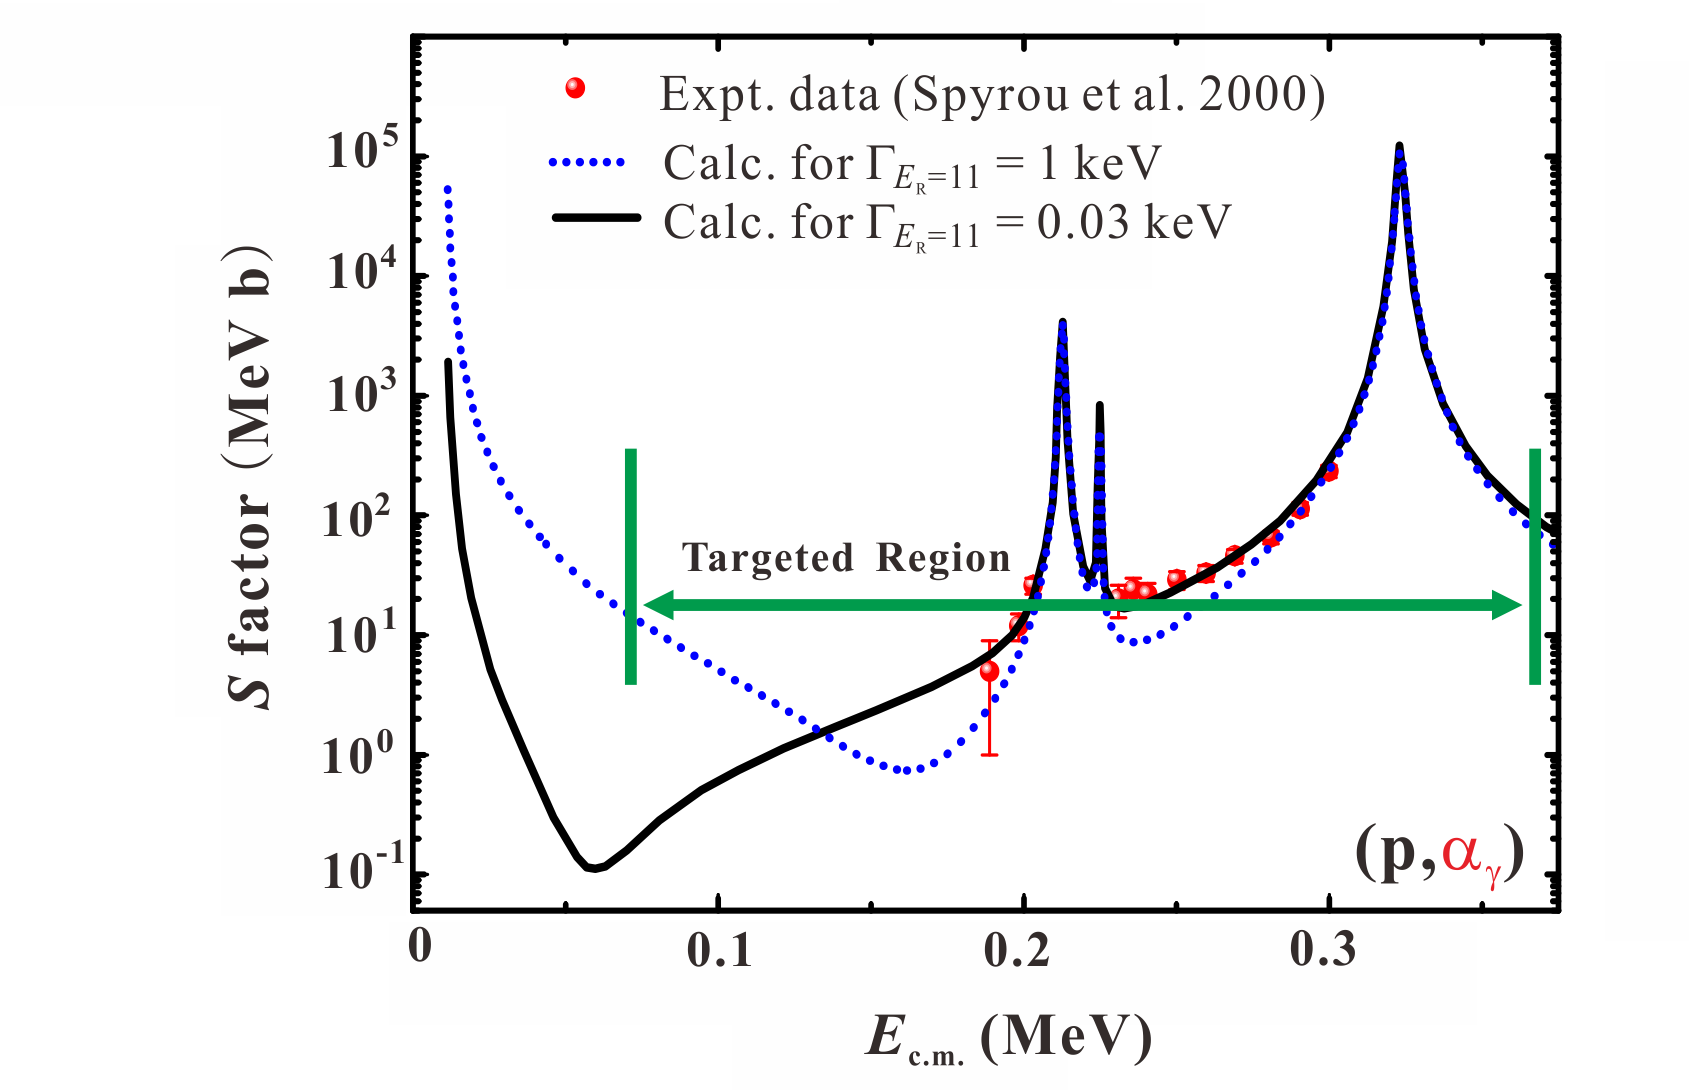 Expt. data (Spyrou et al. 2000)
Calc. for Γ_{E_R=11} = 1 keV
Calc. for Γ_{E_R=11} = 0.03 keV
S factor (MeV b)
10^5
10^4
10^3
10^2
10^1
10^0
10^-1
Targeted Region
(p,α_γ)
0 0.1 0.2 0.3
E_{c.m.} (MeV)